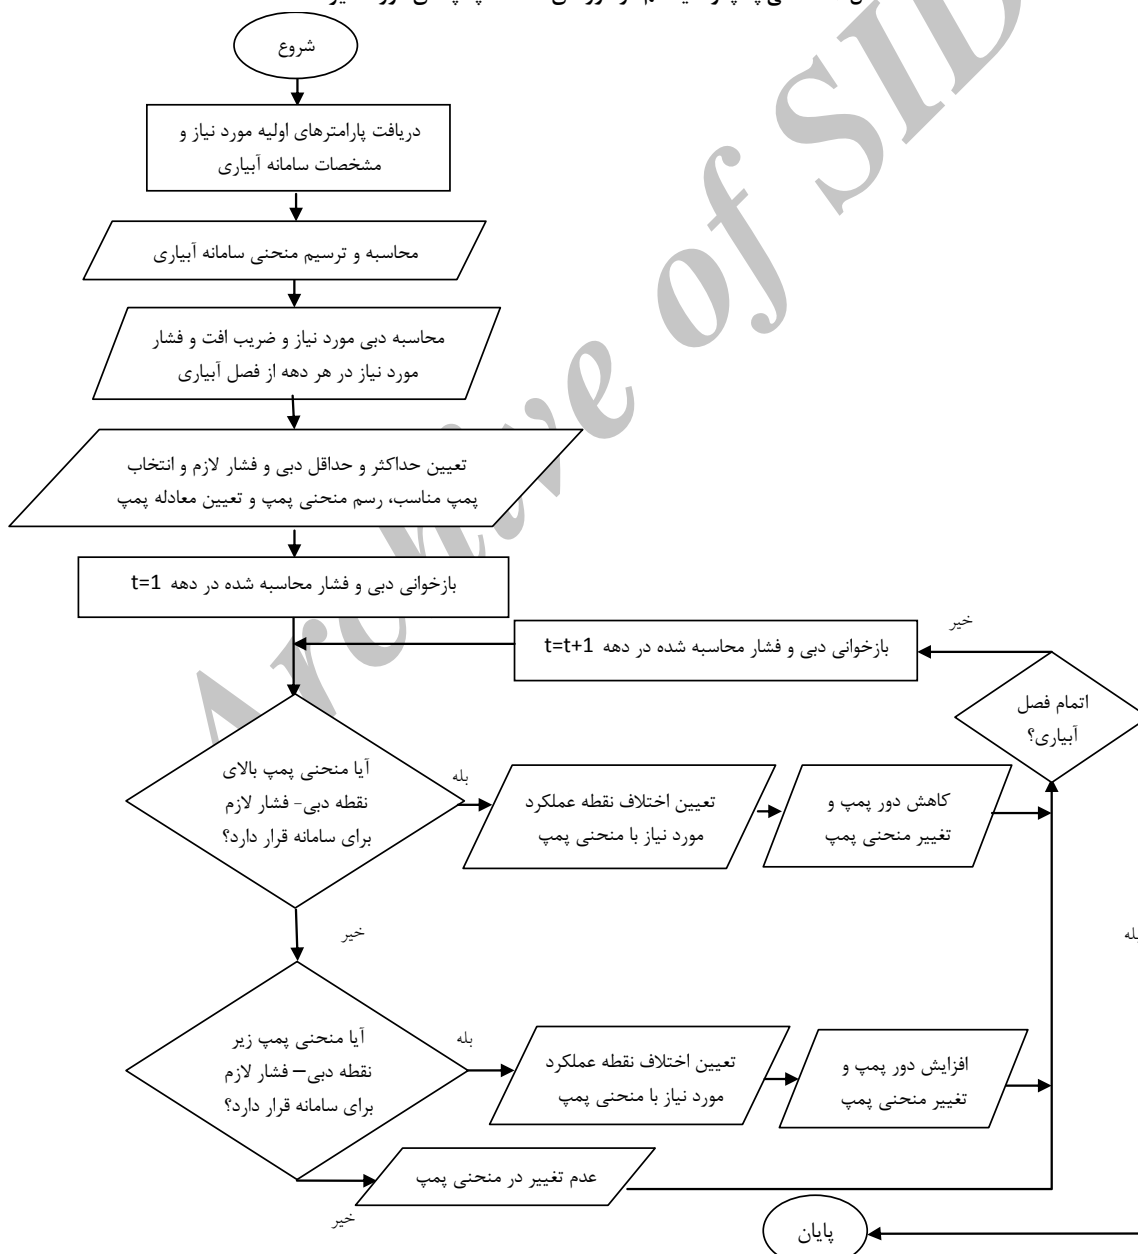 شروع
دریافت پارامترهای اولیه مورد نیاز و
مشخصات سامانه آبیاری
محاسبه و ترسیم منحنی سامانه آبیاری
محاسبه دبی مورد نیاز و ضریب افت و فشار
مورد نیاز در هر دهه از فصل آبیاری
تعیین حداکثر و حداقل دبی و فشار لازم و انتخاب
پمپ مناسب، رسم منحنی پمپ و تعیین معادله پمپ
بازخوانی دبی و فشار محاسبه شده در دهه t=1
خیر
بازخوانی دبی و فشار محاسبه شده در دهه t=t+1
اتمام فصل
آبیاری؟
آیا منحنی پمپ بالای
نقطه دبی- فشار لازم
برای سامانه قرار دارد؟
بله
تعیین اختلاف نقطه عملکرد
مورد نیاز با منحنی پمپ
کاهش دور پمپ و
تغییر منحنی پمپ
خیر
بله
آیا منحنی پمپ زیر
نقطه دبی– فشار لازم
برای سامانه قرار دارد؟
بله
تعیین اختلاف نقطه عملکرد
مورد نیاز با منحنی پمپ
افزایش دور پمپ و
تغییر منحنی پمپ
عدم تغییر در منحنی پمپ
خیر
پایان
Archive of SID